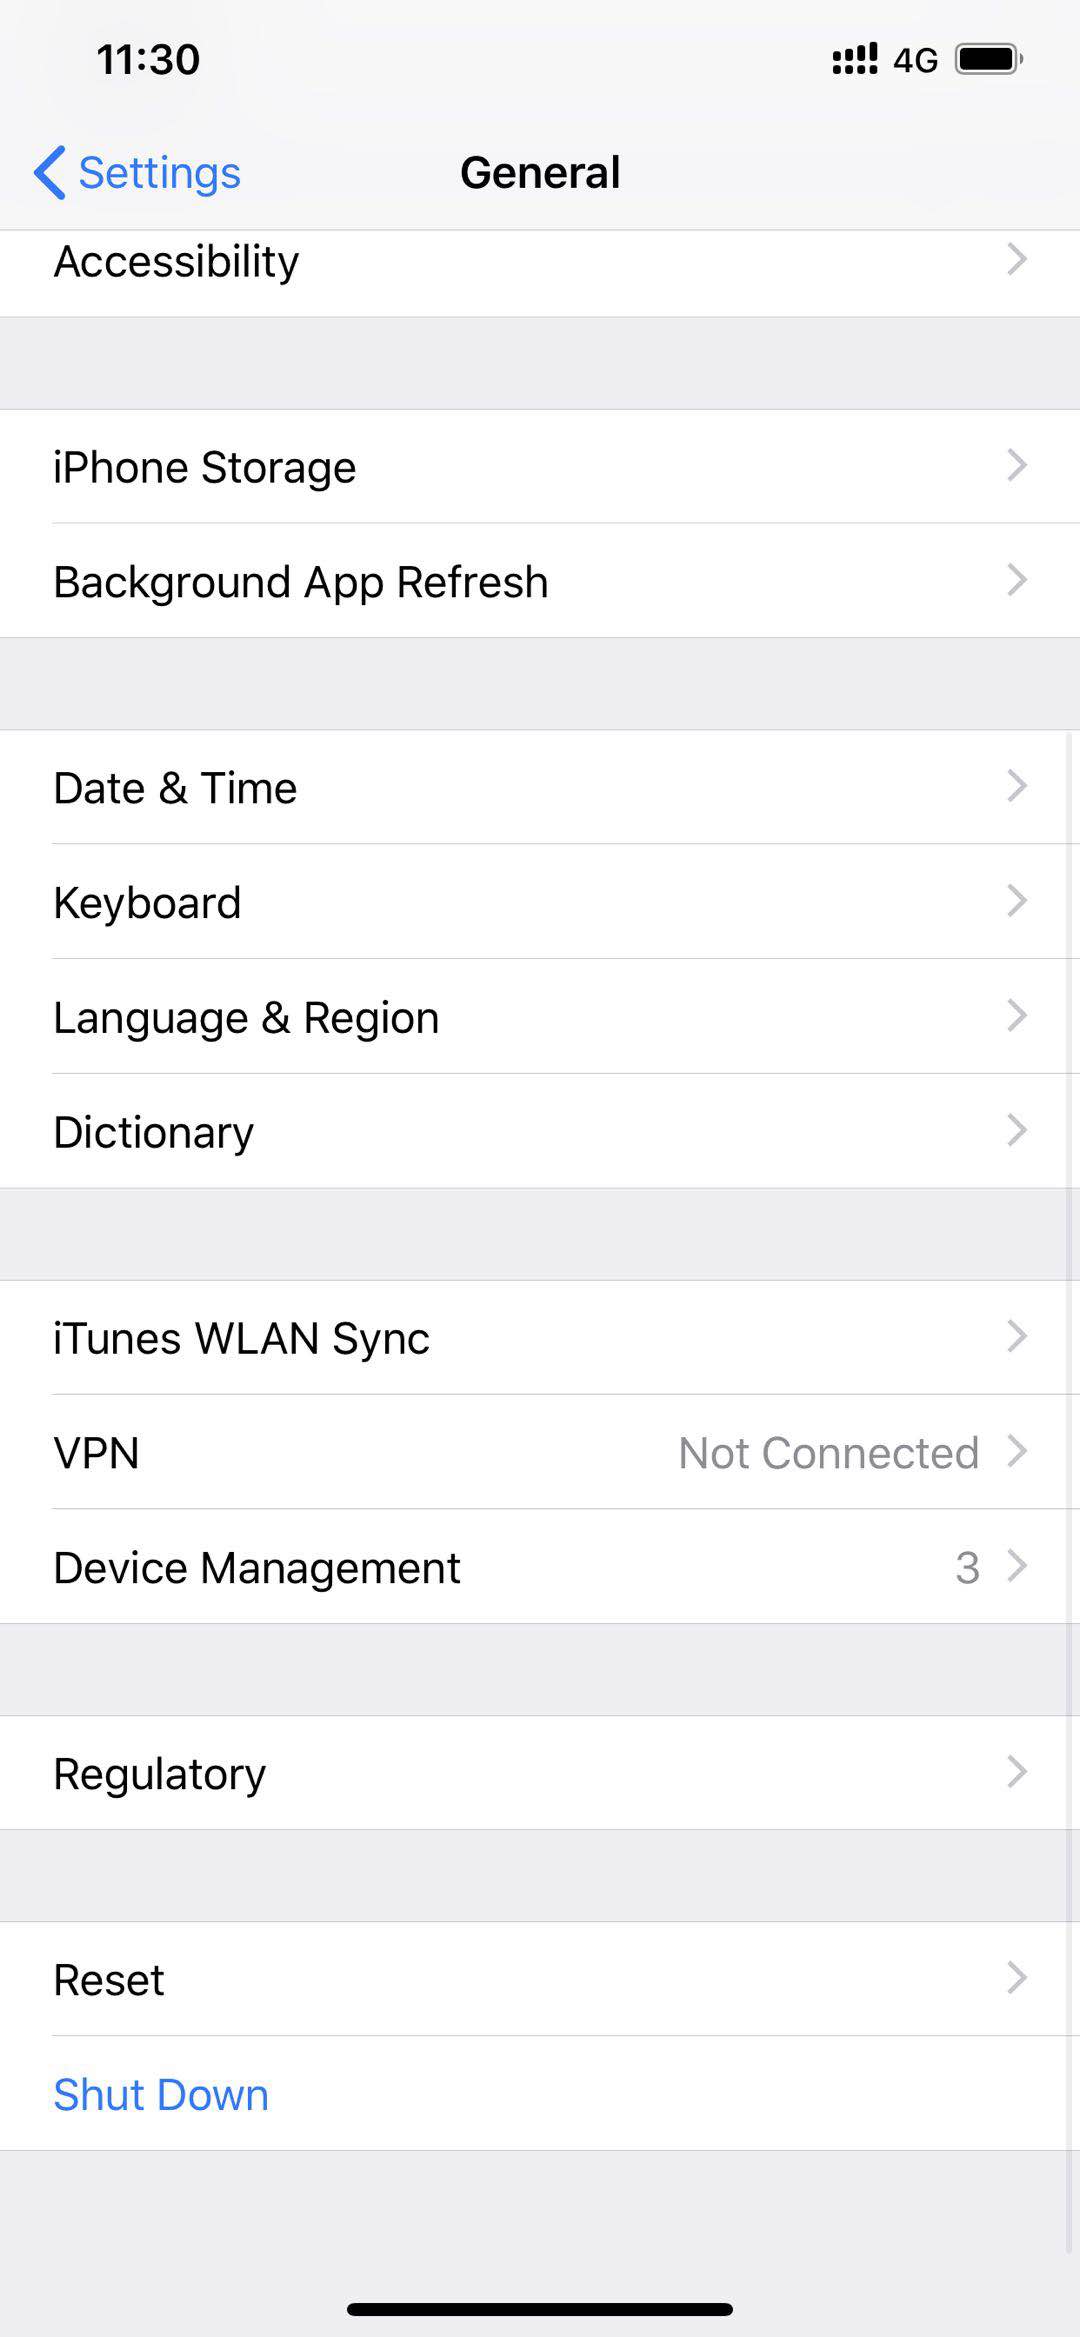 11:30 4G
Settings General
Accessibility
iPhone Storage
Background App Refresh
Date & Time
Keyboard
Language & Region
Dictionary
iTunes WLAN Sync
VPN Not Connected
Device Management 3
Regulatory
Reset
Shut Down